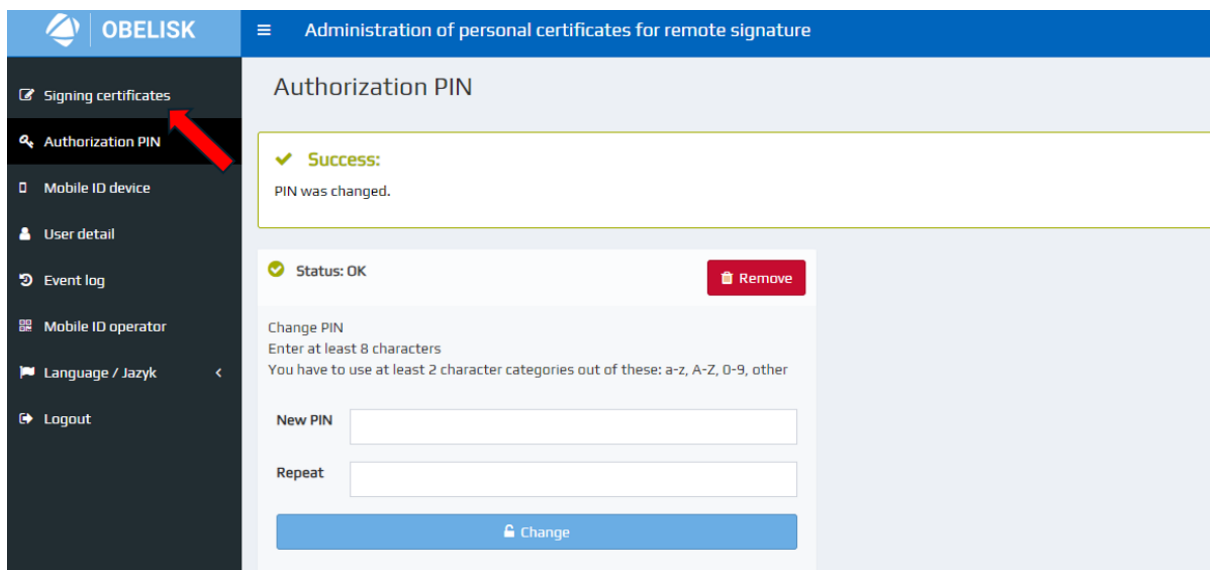 OBELISK
Administration of personal certificates for remote signature
Signing certificates
Authorization PIN
Mobile ID device
User detail
Event log
Mobile ID operator
Language / Jazyk
Logout
Authorization PIN
Success:
PIN was changed.
Status: OK
Remove
Change PIN
Enter at least 8 characters
You have to use at least 2 character categories out of these: a-z, A-Z, 0-9, other
New PIN
Repeat
Change